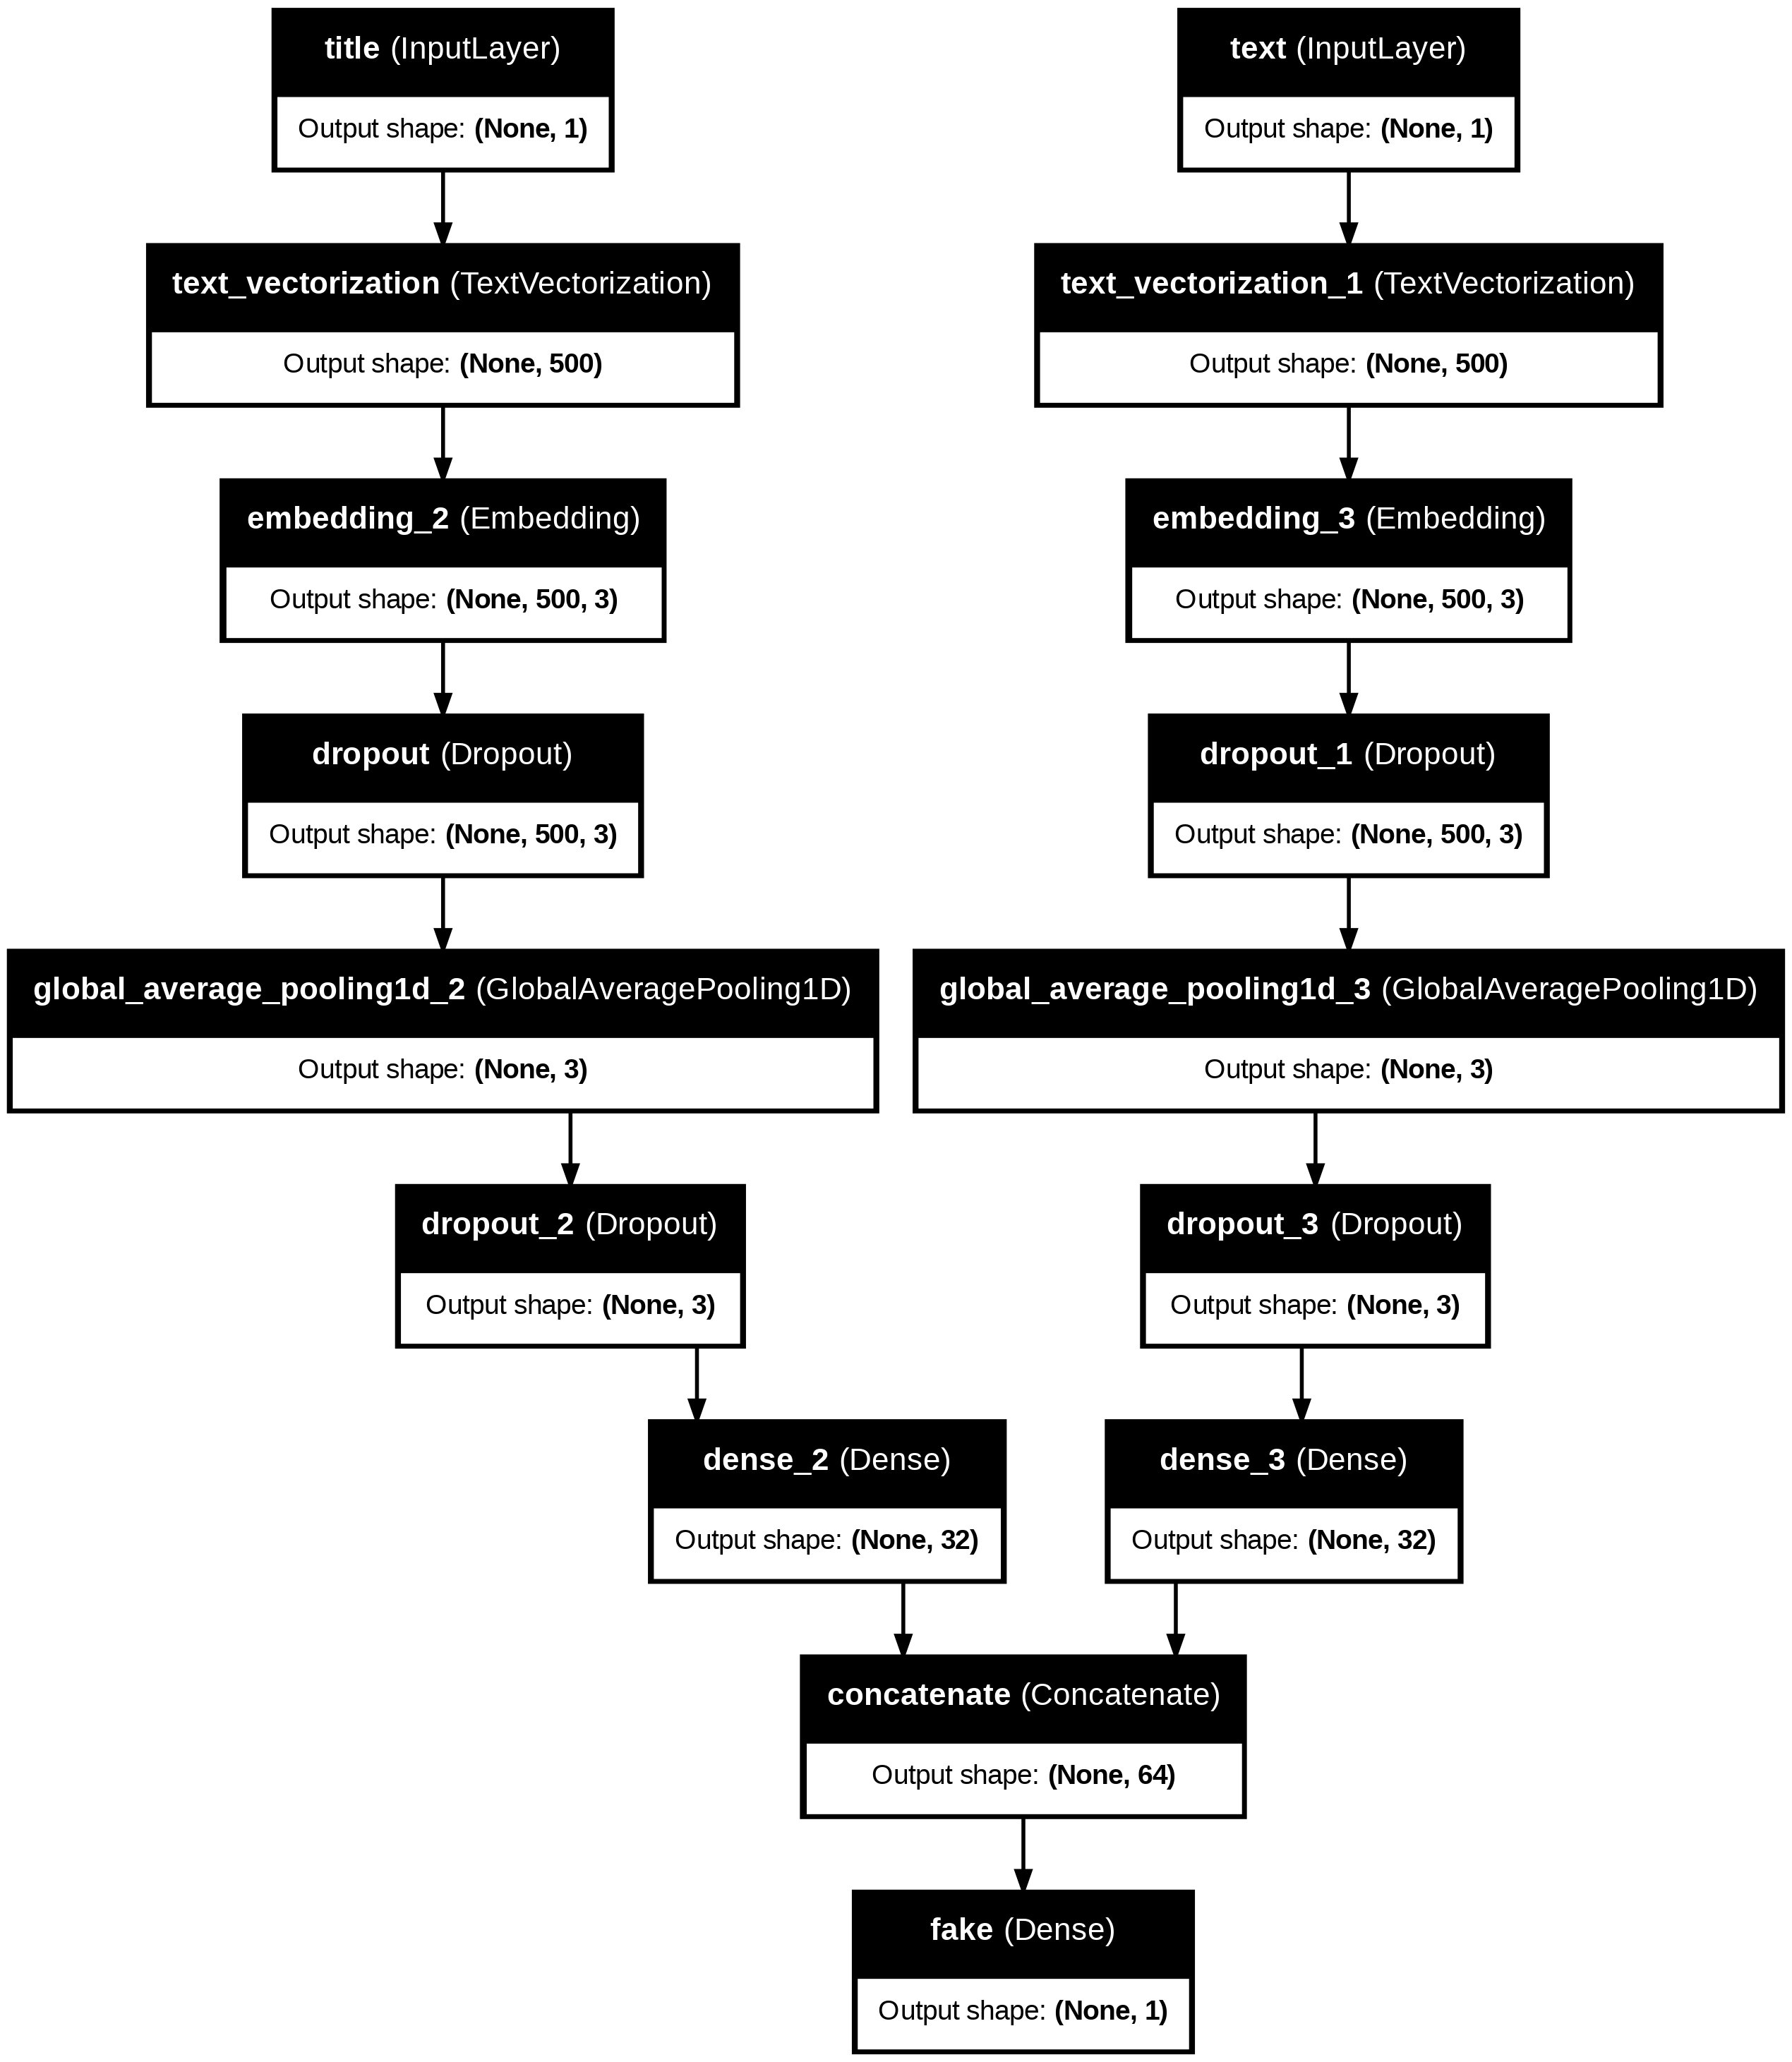 title (InputLayer)
Output shape: (None, 1)
text (InputLayer)
Output shape: (None, 1)
text_vectorization (TextVectorization)
Output shape: (None, 500)
text_vectorization_1 (TextVectorization)
Output shape: (None, 500)
embedding_2 (Embedding)
Output shape: (None, 500, 3)
embedding_3 (Embedding)
Output shape: (None, 500, 3)
dropout (Dropout)
Output shape: (None, 500, 3)
dropout_1 (Dropout)
Output shape: (None, 500, 3)
global_average_pooling1d_2 (GlobalAveragePooling1D)
Output shape: (None, 3)
global_average_pooling1d_3 (GlobalAveragePooling1D)
Output shape: (None, 3)
dropout_2 (Dropout)
Output shape: (None, 3)
dropout_3 (Dropout)
Output shape: (None, 3)
dense_2 (Dense)
Output shape: (None, 32)
dense_3 (Dense)
Output shape: (None, 32)
concatenate (Concatenate)
Output shape: (None, 64)
fake (Dense)
Output shape: (None, 1)